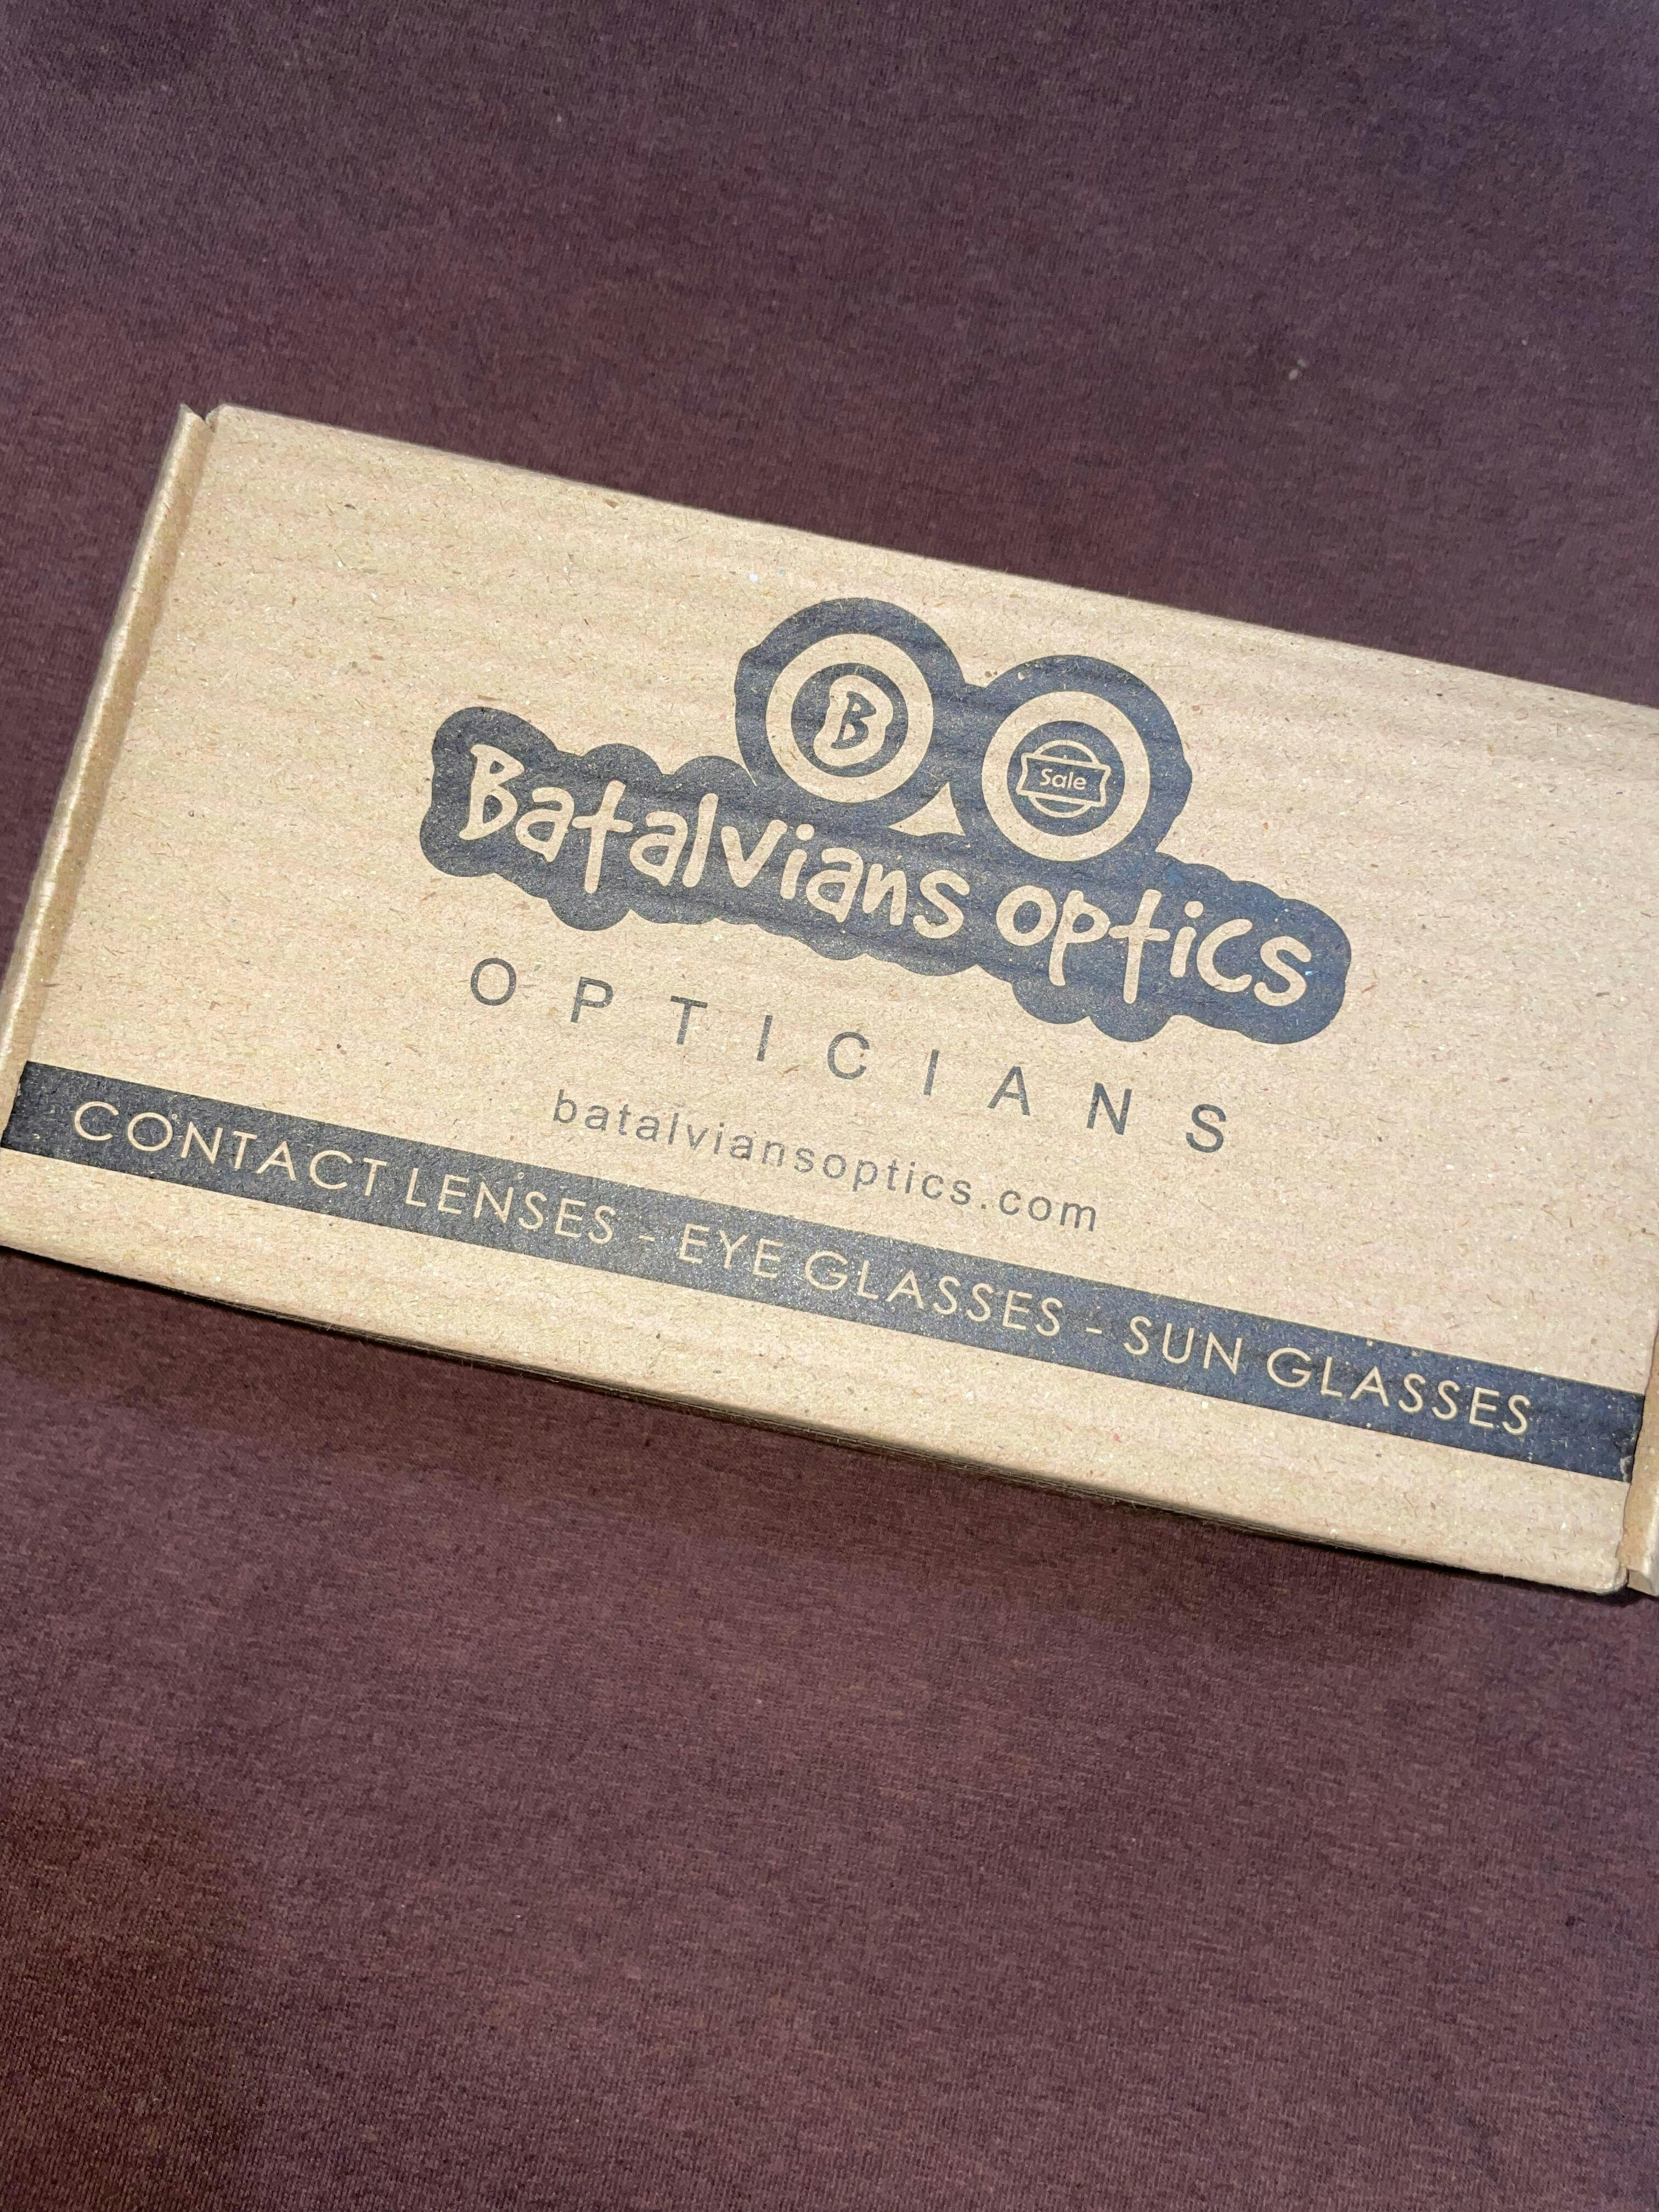 B
Sale
Batalvians optics
OPTICIANS
batalviansoptics.com
CONTACT LENSES - EYE GLASSES - SUN GLASSES